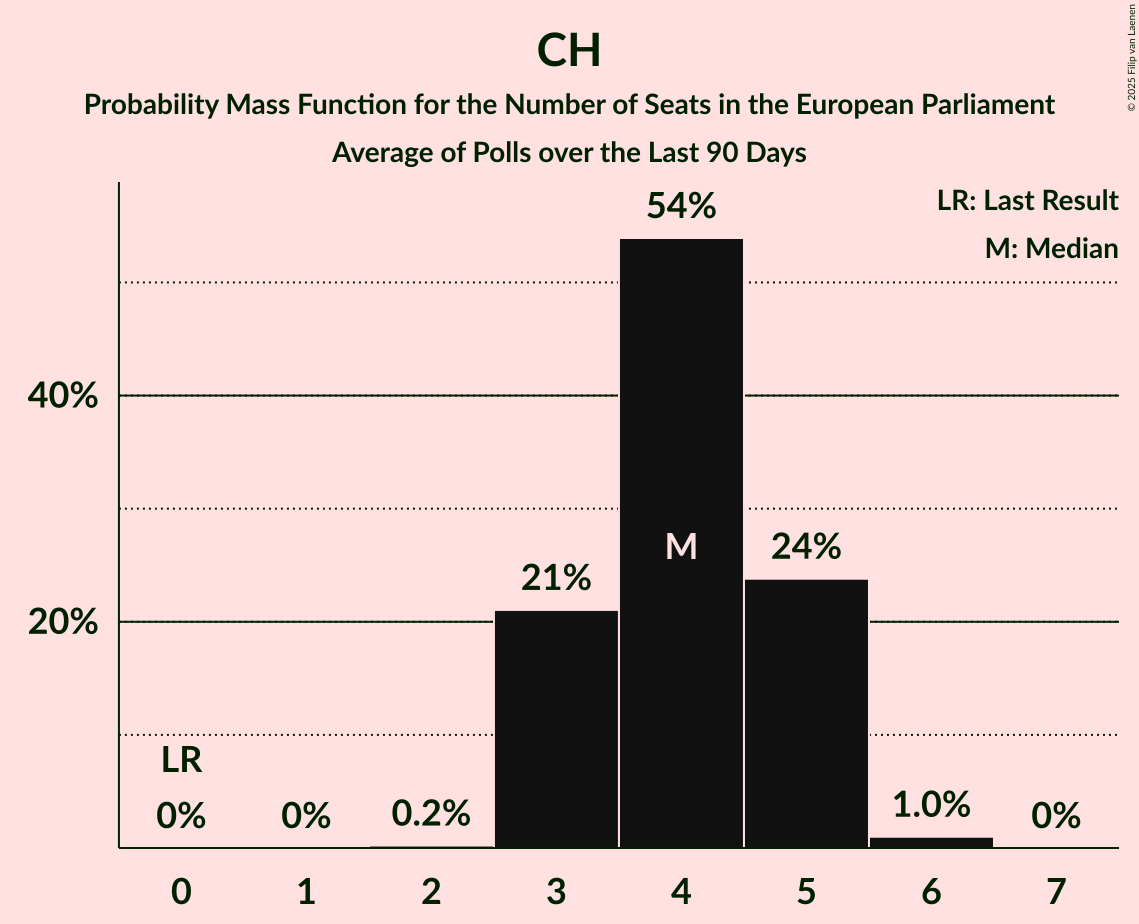 CH
Probability Mass Function for the Number of Seats in the European Parliament
Average of Polls over the Last 90 Days
© 2025 Filip van Laenen
LR: Last Result
M: Median
54%
40%
M
24%
21%
20%
LR
0%
0%
0.2%
1.0%
0%
0 1 2 3 4 5 6 7